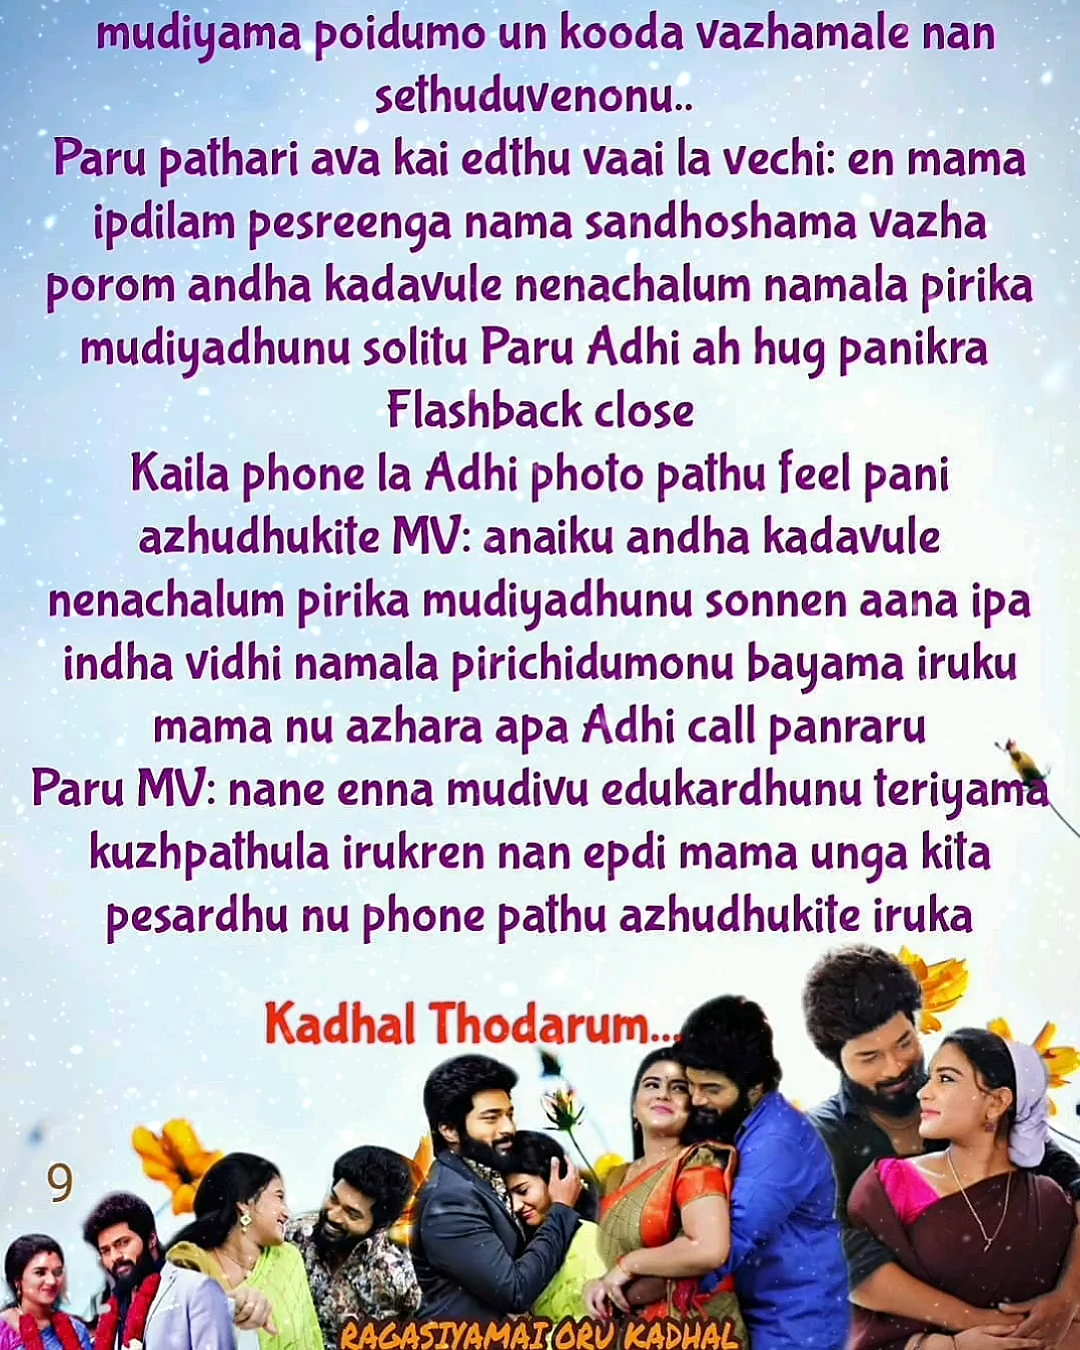 mudiyama poidumo un kooda vazhamale nan
sethuduvenonu..
Paru pathari ava kai edthu vaai la vechi: en mama
ipdilam pesreenga nama sandhoshama vazha
porom andha kadavule nenachalum namala pirika
mudiyadhunu solitu Paru Adhi ah hug panikra
Flashback close
Kaila phone la Adhi photo pathu feel pani
azhudhukite MV: anaiku andha kadavule
nenachalum pirika mudiyadhunu sonnen aana ipa
indha vidhi namala pirichidumonu bayama iruku
mama nu azhara apa Adhi call panraru
Paru MV: nane enna mudivu edukardhunu teriyama
kuzhpathula irukren nan epdi mama unga kita
pesardhu nu phone pathu azhudhukite iruka
Kadhal Thodarum...
9
RAGASIYAMAI ORU KADHAL